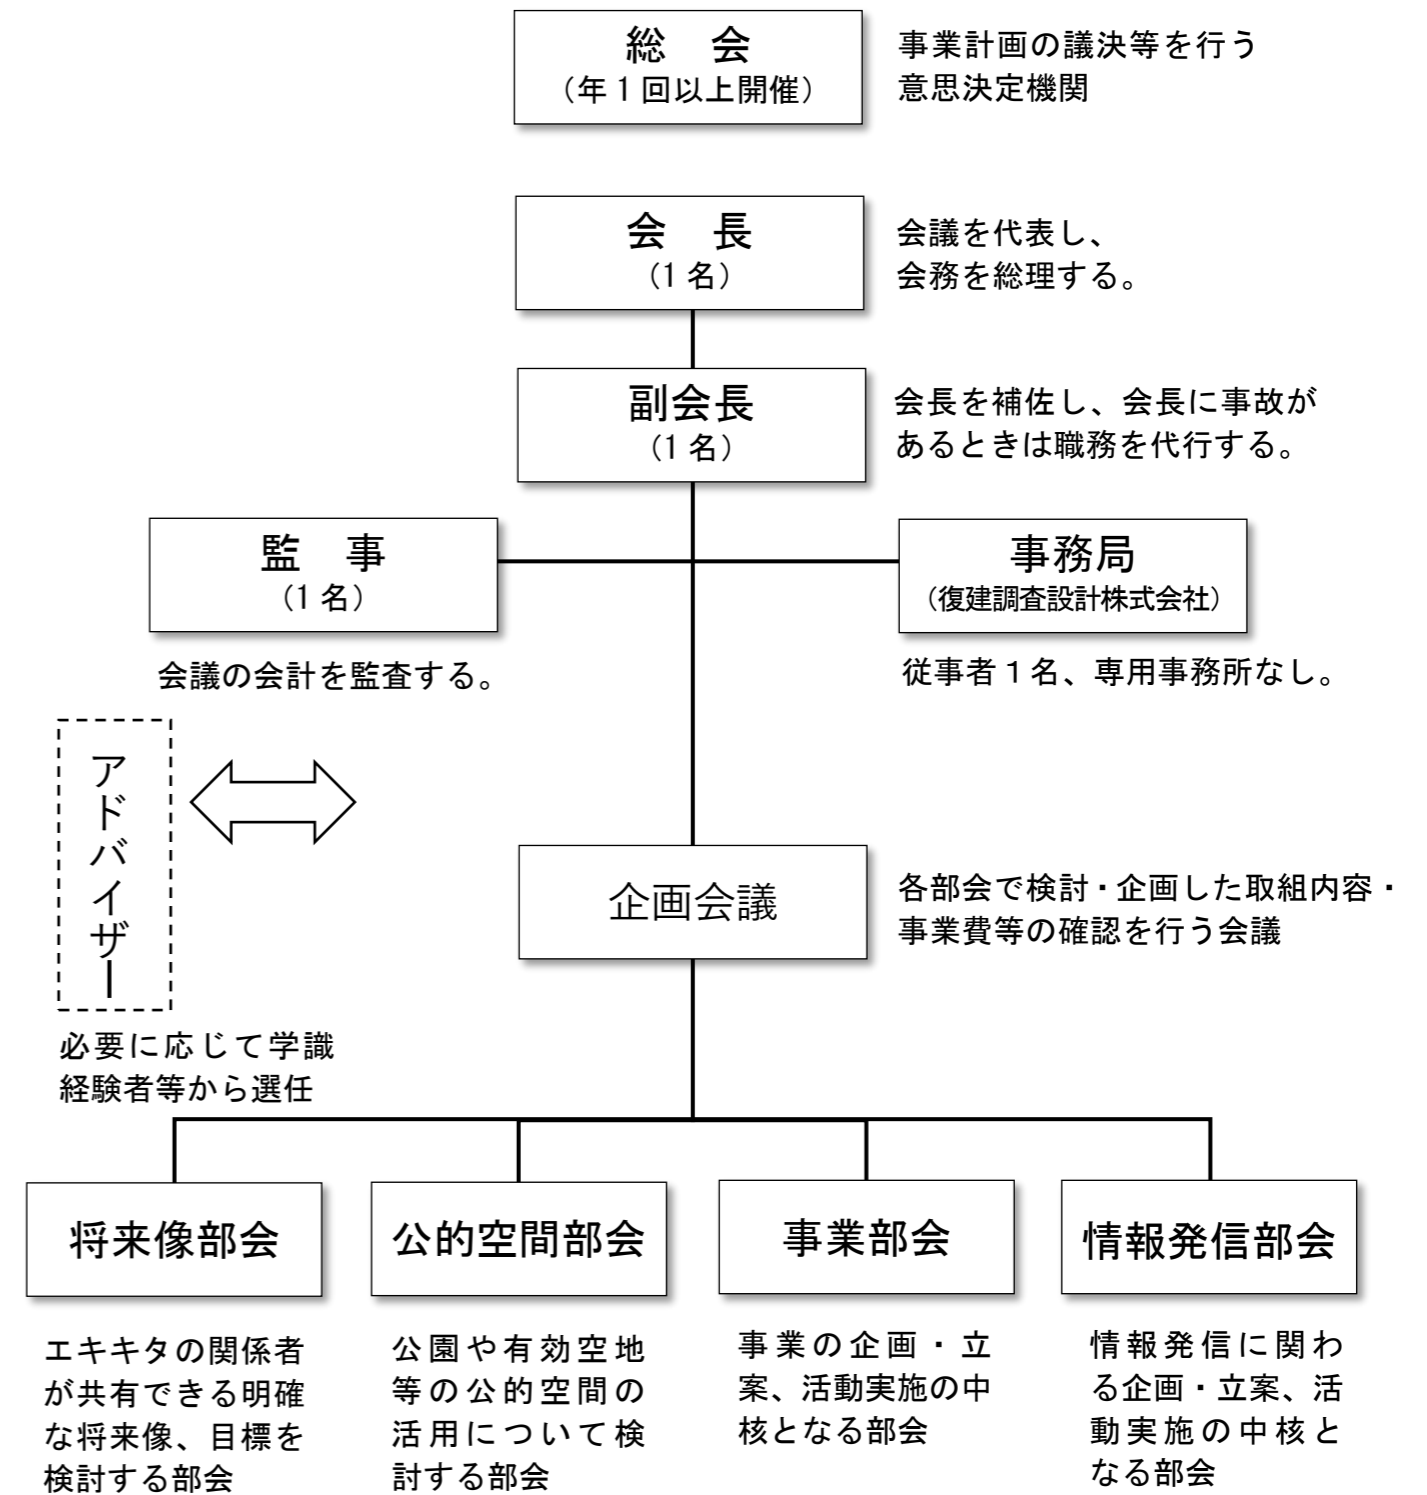 総　会
（年１回以上開催）
事業計画の議決等を行う
意思決定機関
会　長
（1 名）
会議を代表し、
会務を総理する。
副会長
（1 名）
会長を補佐し、会長に事故が
あるときは職務を代行する。
監　事
（1 名）
会議の会計を監査する。
事務局
（復建調査設計株式会社）
従事者１名、専用事務所なし。
アドバイザー
必要に応じて学識
経験者等から選任
企画会議
各部会で検討・企画した取組内容・
事業費等の確認を行う会議
将来像部会
エキキタの関係者
が共有できる明確
な将来像、目標を
検討する部会
公的空間部会
公園や有効空地
等の公的空間の
活用について検
討する部会
事業部会
事業の企画・立
案、活動実施の中
核となる部会
情報発信部会
情報発信に関わ
る企画・立案、活
動実施の中核と
なる部会